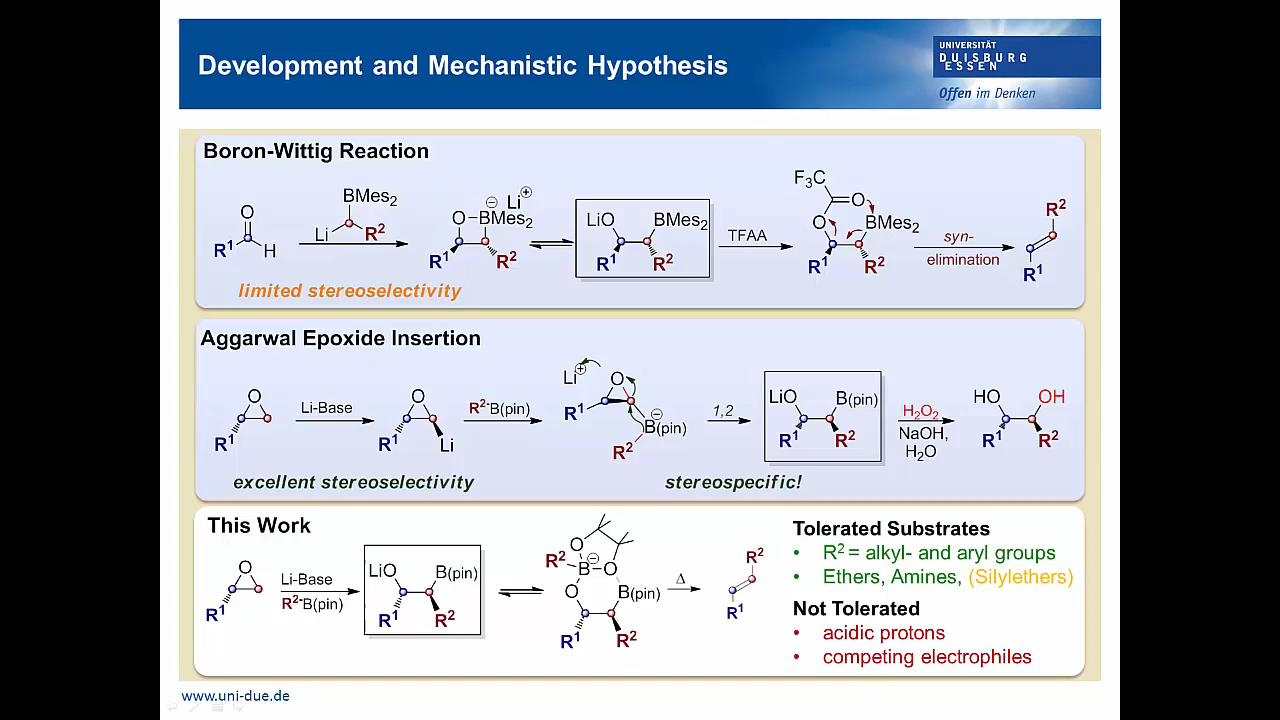 Development and Mechanistic Hypothesis
UNIVERSITÄT
DUISBURG
ESSEN
Offen im Denken
Boron-Wittig Reaction
O
R1
H
BMes2
Li
R2
Li+
O
⊖
BMes2
R1
R2
LiO
BMes2
R1
R2
TFAA
F3C
O
O
BMes2
R1
R2
syn-
elimination
R2
R1
limited stereoselectivity
Aggarwal Epoxide Insertion
O
R1
Li-Base
O
R1
Li
R2-B(pin)
Li⊕
O
R1
⊖
B(pin)
R2
1,2
LiO
B(pin)
R1
R2
H2O2
NaOH,
H2O
HO
OH
R1
R2
excellent stereoselectivity
stereospecific!
This Work
O
R1
Li-Base
R2-B(pin)
LiO
B(pin)
R1
R2
O
R2
B⊖
O
O
B(pin)
R1
R2
Δ
R2
R1
Tolerated Substrates
• R2 = alkyl- and aryl groups
• Ethers, Amines, (Silylethers)
Not Tolerated
• acidic protons
• competing electrophiles
www.uni-due.de